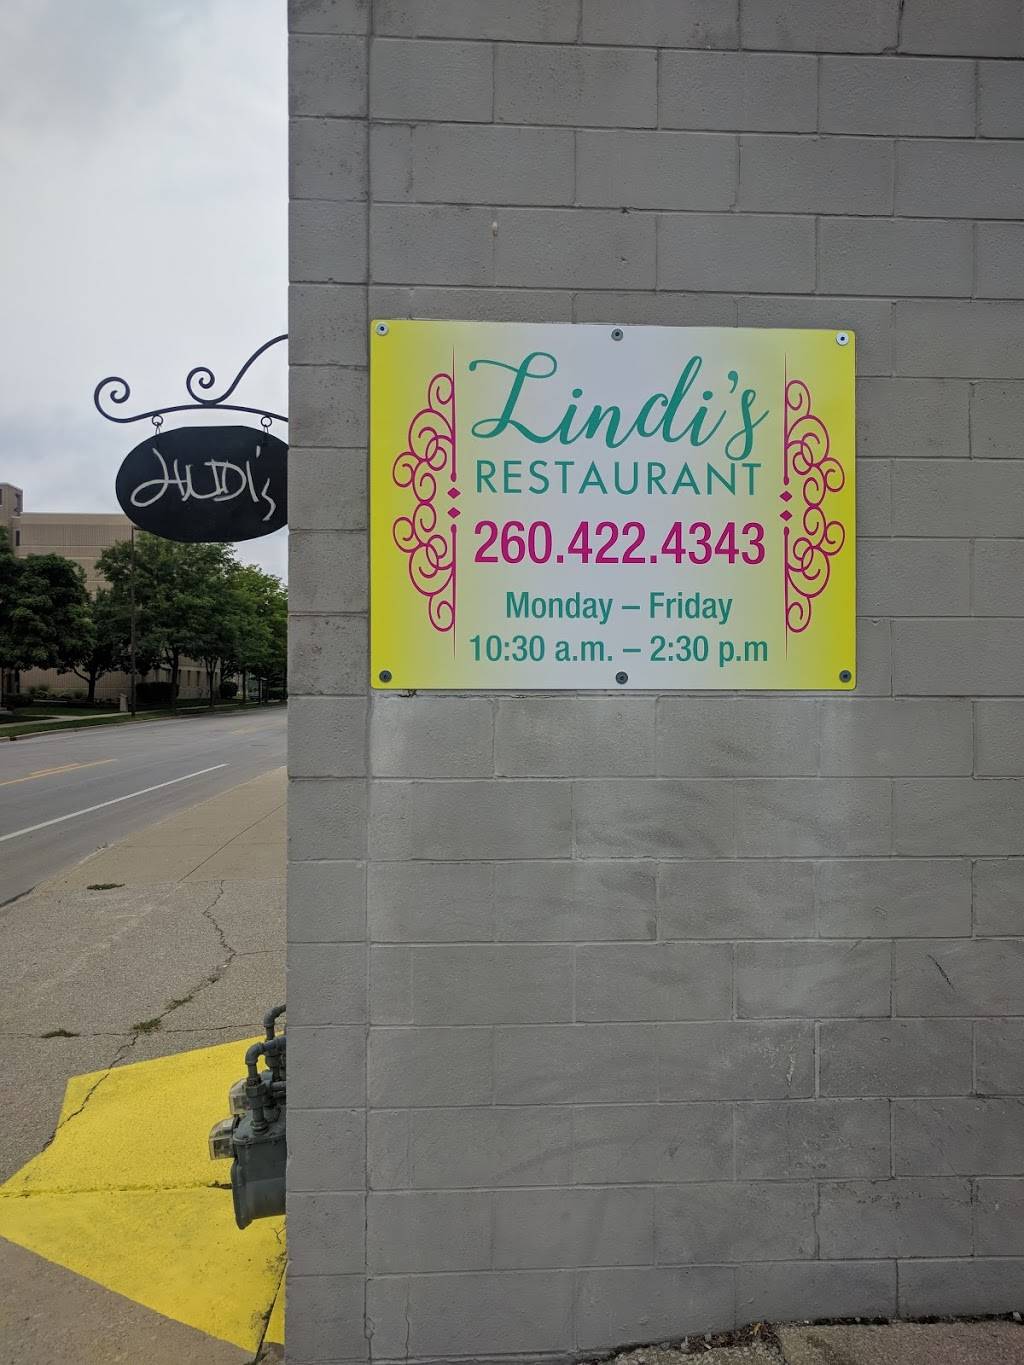 Lindi's
RESTAURANT
260.422.4343
Monday – Friday
10:30 a.m. – 2:30 p.m